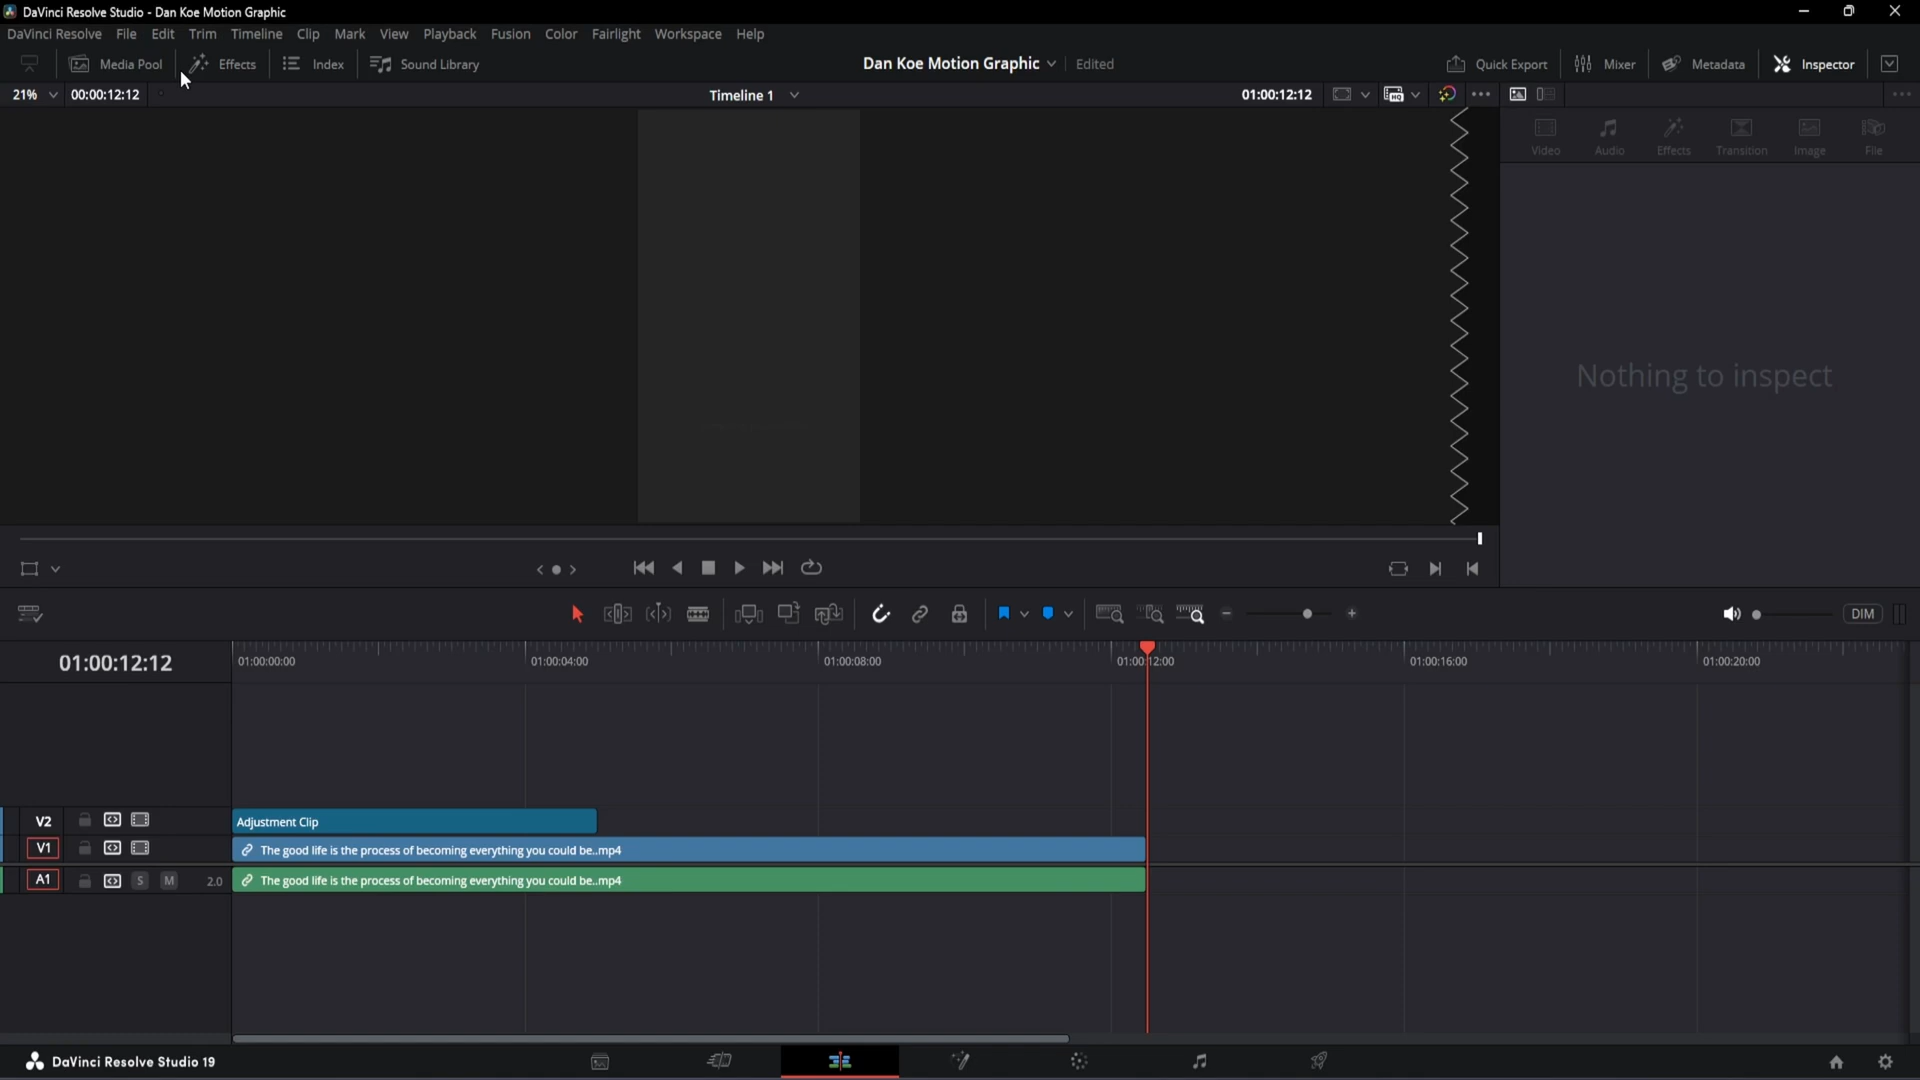 DaVinci Resolve Studio - Dan Koe Motion Graphic
DaVinci Resolve File Edit Trim Timeline Clip Mark View Playback Fusion Color Fairlight Workspace Help
Media Pool Effects Index Sound Library Dan Koe Motion Graphic Edited Quick Export Mixer Metadata Inspector
21% 00:00:12:12 Timeline 1 01:00:12:12
Video Audio Effects Transition Image File
Nothing to inspect
DIM
01:00:12:12 01:00:00:00 01:00:04:00 01:00:08:00 01:00:12:00 01:00:16:00 01:00:20:00
V2 Adjustment Clip
V1 The good life is the process of becoming everything you could be..mp4
A1 S M 2.0 The good life is the process of becoming everything you could be..mp4
DaVinci Resolve Studio 19